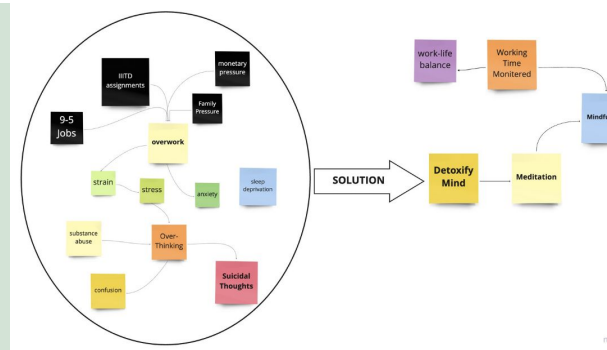 IIITD
assignments
monetary
pressure
Family
Pressure
9-5
Jobs
overwork
strain
stress
anxiety
sleep
deprivation
substance
abuse
Over-
Thinking
confusion
Suicidal
Thoughts
SOLUTION
work-life
balance
Working
Time
Monitered
Detoxify
Mind
Meditation
Mindf